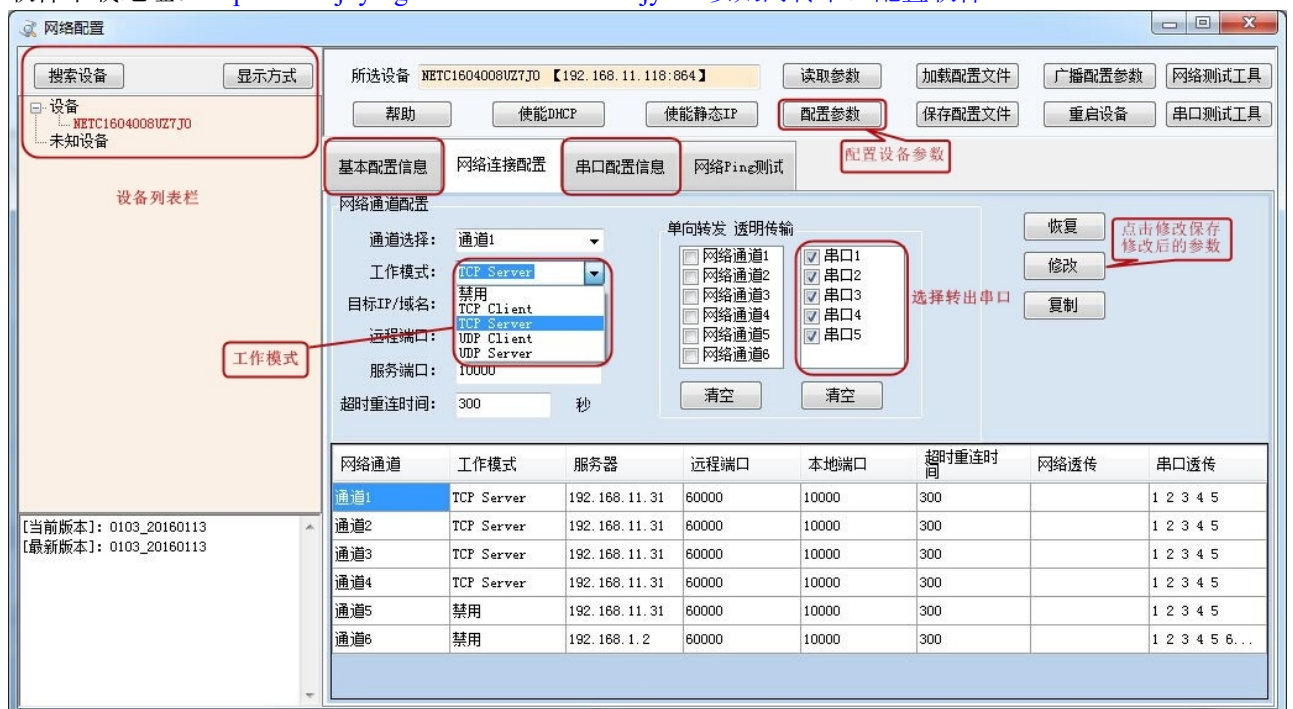 网络配置
搜索设备 显示方式
设备
NETC1604008UZ7J0
未知设备
设备列表栏
[当前版本]: 0103_20160113
[最新版本]: 0103_20160113
所选设备 NETC1604008UZ7J0 【192.168.11.118:864】 读取参数 加载配置文件 广播配置参数 网络测试工具
帮助 使能DHCP 使能静态IP 配置参数 保存配置文件 重启设备 串口测试工具
配置设备参数
基本配置信息 网络连接配置 串口配置信息 网络Ping测试
网络通道配置
通道选择: 通道1
工作模式: TCP Server
禁用
TCP Client
TCP Server
UDP Client
UDP Server
目标IP/域名:
远程端口:
服务端口: 10000
超时重连时间: 300 秒
工作模式
单向转发 透明传输
网络通道1 串口1
网络通道2 串口2
网络通道3 串口3
网络通道4 串口4
网络通道5 串口5
网络通道6
清空 清空
选择转出串口
恢复
修改
复制
点击修改保存
修改后的参数
网络通道 工作模式 服务器 远程端口 本地端口 超时重连时间 网络透传 串口透传
通道1 TCP Server 192.168.11.31 60000 10000 300 1 2 3 4 5
通道2 TCP Server 192.168.11.31 60000 10000 300 1 2 3 4 5
通道3 TCP Server 192.168.11.31 60000 10000 300 1 2 3 4 5
通道4 TCP Server 192.168.11.31 60000 10000 300 1 2 3 4 5
通道5 禁用 192.168.11.31 60000 10000 300 1 2 3 4 5
通道6 禁用 192.168.1.2 60000 10000 300 1 2 3 4 5 6...